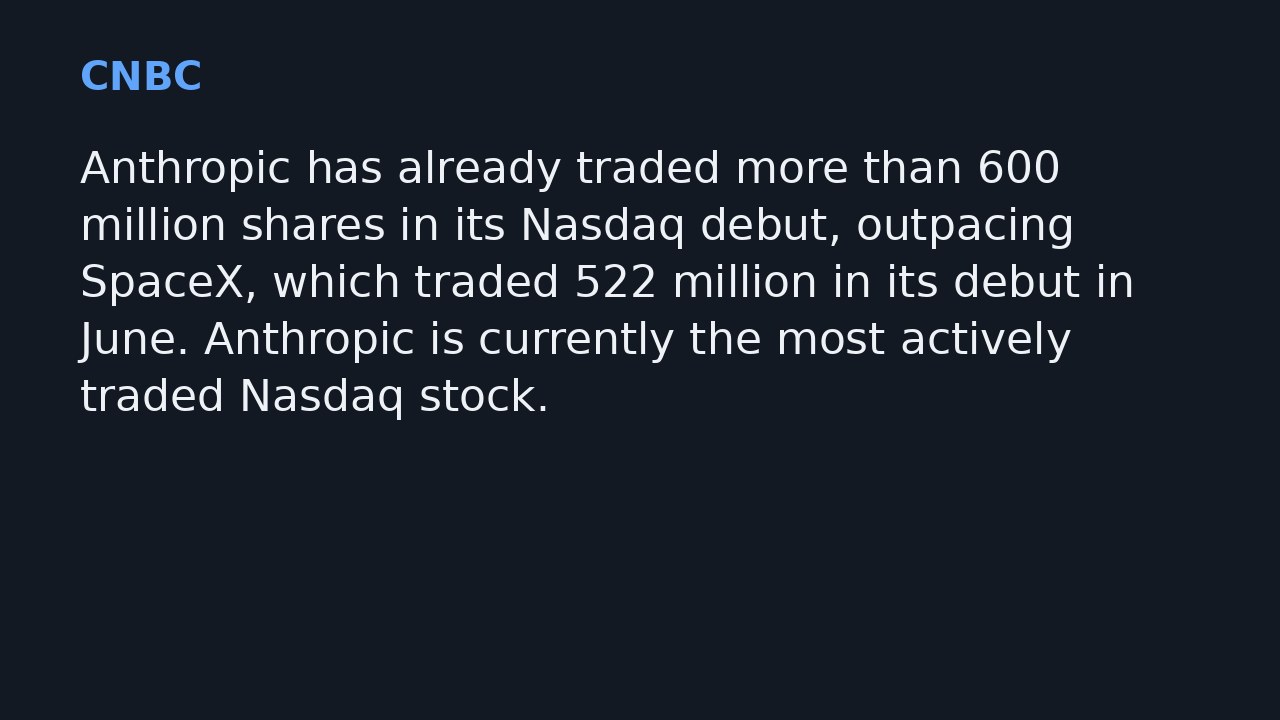 CNBC
Anthropic has already traded more than 600
million shares in its Nasdaq debut, outpacing
SpaceX, which traded 522 million in its debut in
June. Anthropic is currently the most actively
traded Nasdaq stock.